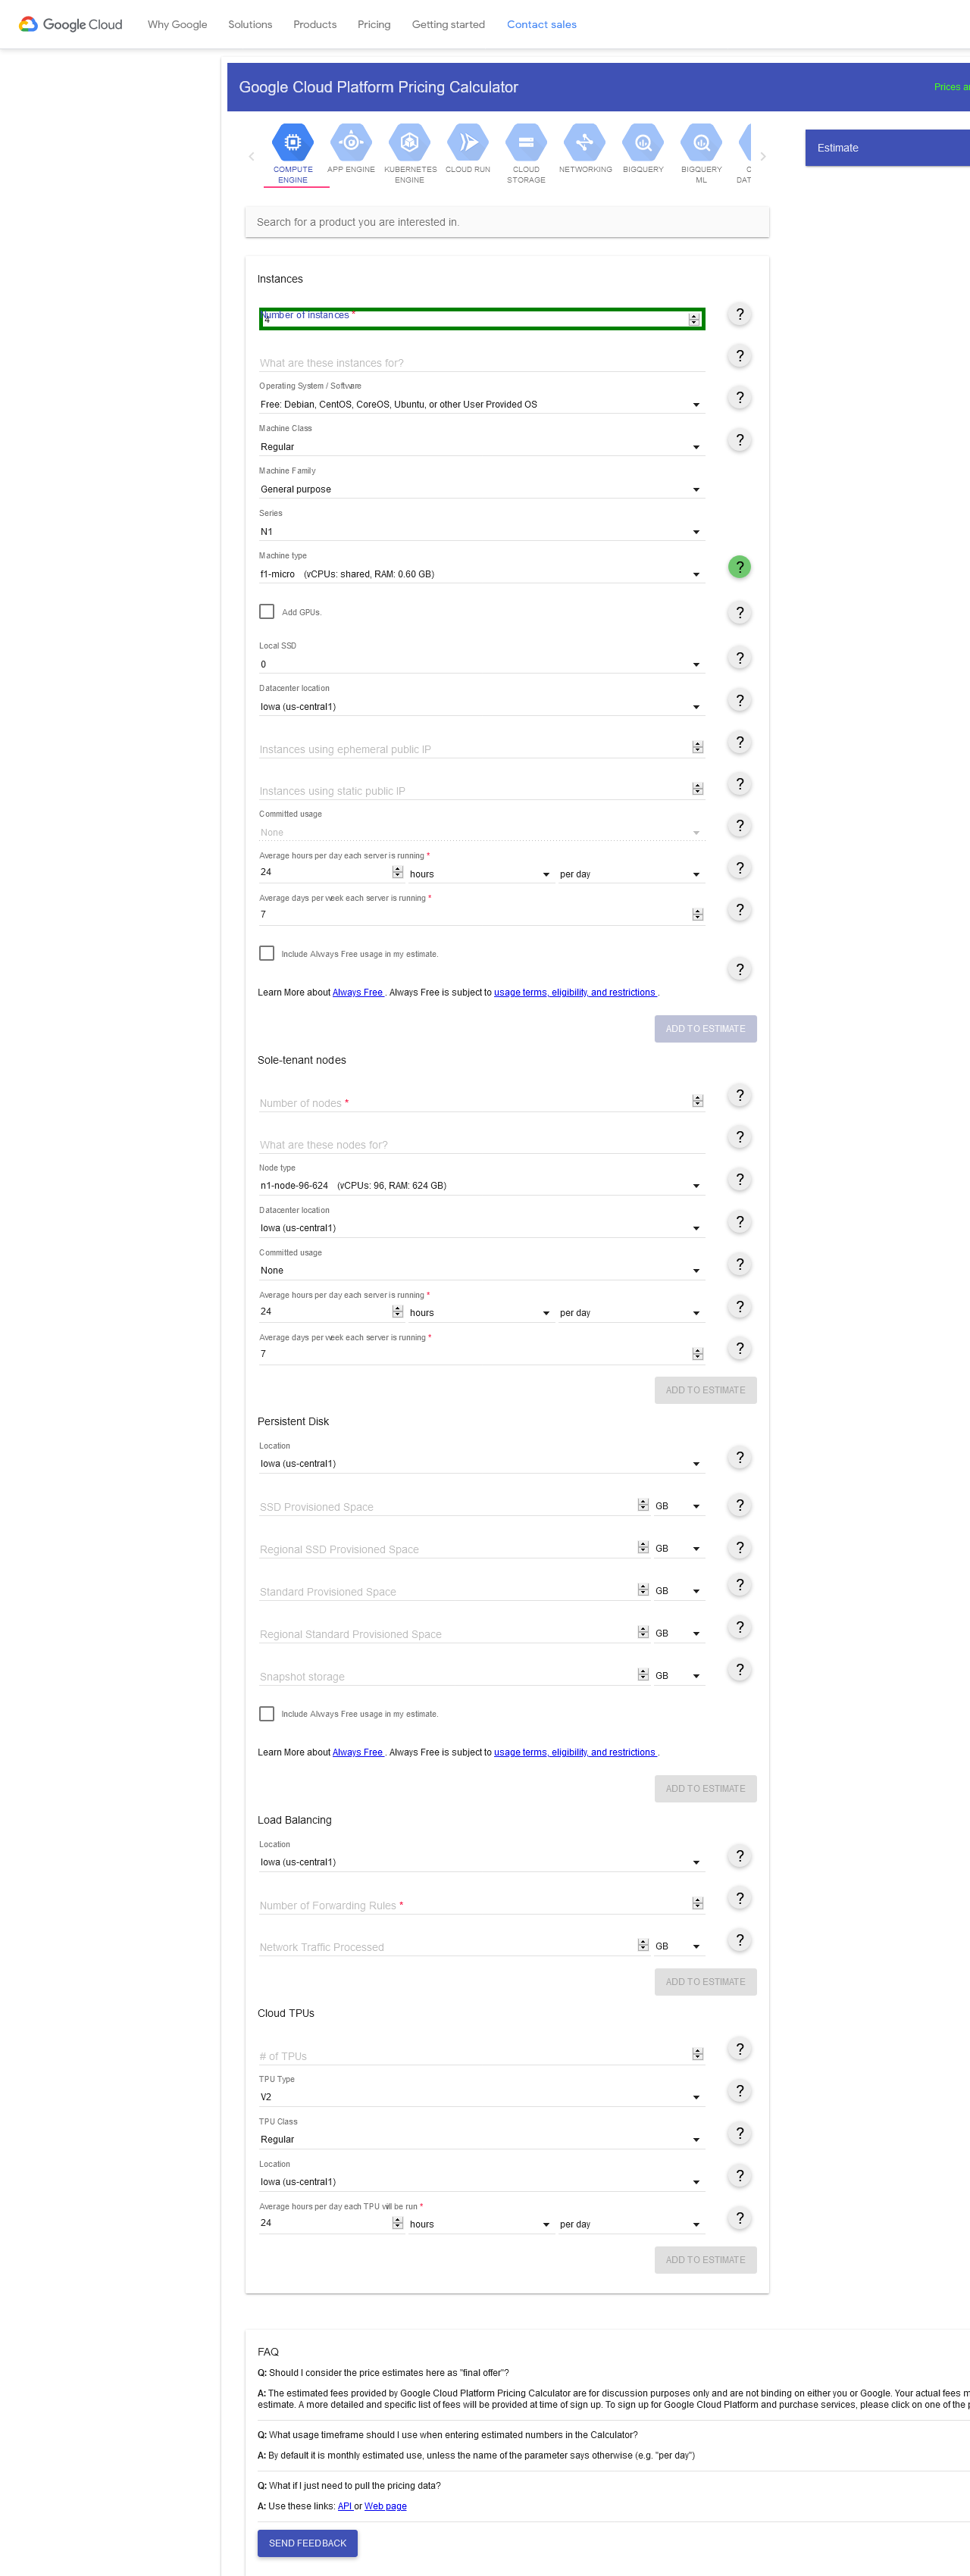 Google Cloud Why Google Solutions Products Pricing Getting started Contact sales
Google Cloud Platform Pricing Calculator Prices
COMPUTE ENGINE
APP ENGINE
KUBERNETES ENGINE
CLOUD RUN
CLOUD STORAGE
NETWORKING
BIGQUERY
BIGQUERY ML
Estimate
Search for a product you are interested in.
Instances
Number of instances *
4
What are these instances for?
Operating System / Software
Free: Debian, CentOS, CoreOS, Ubuntu, or other User Provided OS
Machine Class
Regular
Machine Family
General purpose
Series
N1
Machine type
f1-micro (vCPUs: shared, RAM: 0.60 GB)
Add GPUs.
Local SSD
0
Datacenter location
Iowa (us-central1)
Instances using ephemeral public IP
Instances using static public IP
Committed usage
None
Average hours per day each server is running *
24 hours per day
Average days per week each server is running *
7
Include Always Free usage in my estimate.
Learn More about Always Free . Always Free is subject to usage terms, eligibility, and restrictions .
ADD TO ESTIMATE
Sole-tenant nodes
Number of nodes *
What are these nodes for?
Node type
n1-node-96-624 (vCPUs: 96, RAM: 624 GB)
Datacenter location
Iowa (us-central1)
Committed usage
None
Average hours per day each server is running *
24 hours per day
Average days per week each server is running *
7
ADD TO ESTIMATE
Persistent Disk
Location
Iowa (us-central1)
SSD Provisioned Space GB
Regional SSD Provisioned Space GB
Standard Provisioned Space GB
Regional Standard Provisioned Space GB
Snapshot storage GB
Include Always Free usage in my estimate.
Learn More about Always Free . Always Free is subject to usage terms, eligibility, and restrictions .
ADD TO ESTIMATE
Load Balancing
Location
Iowa (us-central1)
Number of Forwarding Rules *
Network Traffic Processed GB
ADD TO ESTIMATE
Cloud TPUs
# of TPUs
TPU Type
V2
TPU Class
Regular
Location
Iowa (us-central1)
Average hours per day each TPU will be run *
24 hours per day
ADD TO ESTIMATE
FAQ
Q: Should I consider the price estimates here as "final offer"?
A: The estimated fees provided by Google Cloud Platform Pricing Calculator are for discussion purposes only and are not binding on either you or Google. Your actual fees
estimate. A more detailed and specific list of fees will be provided at time of sign up. To sign up for Google Cloud Platform and purchase services, please click on one of the
Q: What usage timeframe should I use when entering estimated numbers in the Calculator?
A: By default it is monthly estimated use, unless the name of the parameter says otherwise (e.g. "per day")
Q: What if I just need to pull the pricing data?
A: Use these links: API or Web page
SEND FEEDBACK